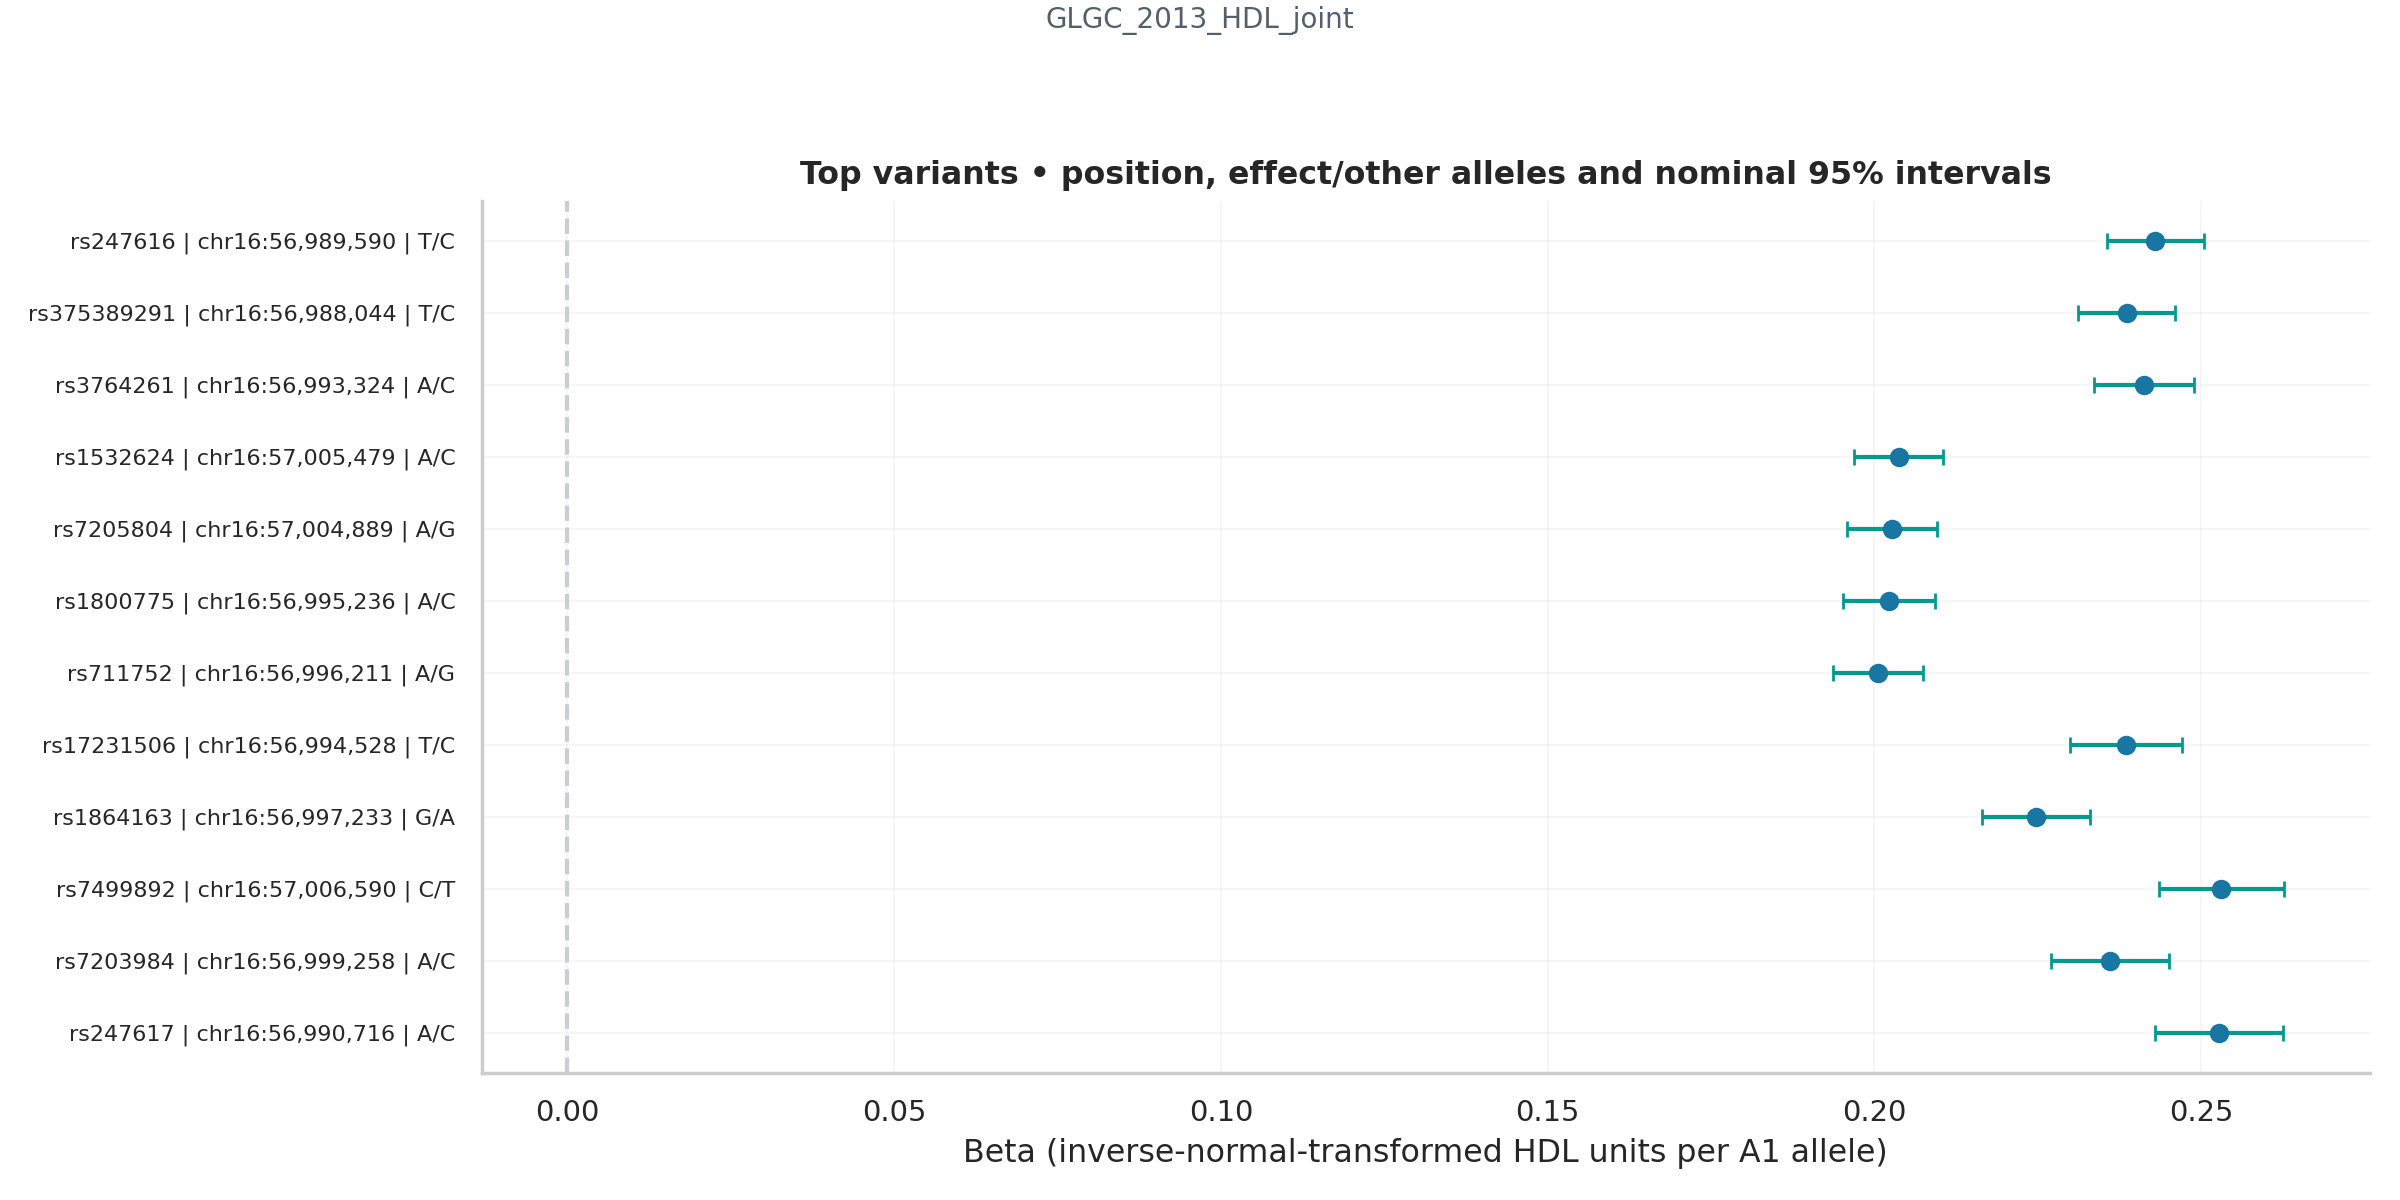 GLGC_2013_HDL_joint
Top variants • position, effect/other alleles and nominal 95% intervals
rs247616 | chr16:56,989,590 | T/C
rs375389291 | chr16:56,988,044 | T/C
rs3764261 | chr16:56,993,324 | A/C
rs1532624 | chr16:57,005,479 | A/C
rs7205804 | chr16:57,004,889 | A/G
rs1800775 | chr16:56,995,236 | A/C
rs711752 | chr16:56,996,211 | A/G
rs17231506 | chr16:56,994,528 | T/C
rs1864163 | chr16:56,997,233 | G/A
rs7499892 | chr16:57,006,590 | C/T
rs7203984 | chr16:56,999,258 | A/C
rs247617 | chr16:56,990,716 | A/C
0.00 0.05 0.10 0.15 0.20 0.25
Beta (inverse-normal-transformed HDL units per A1 allele)